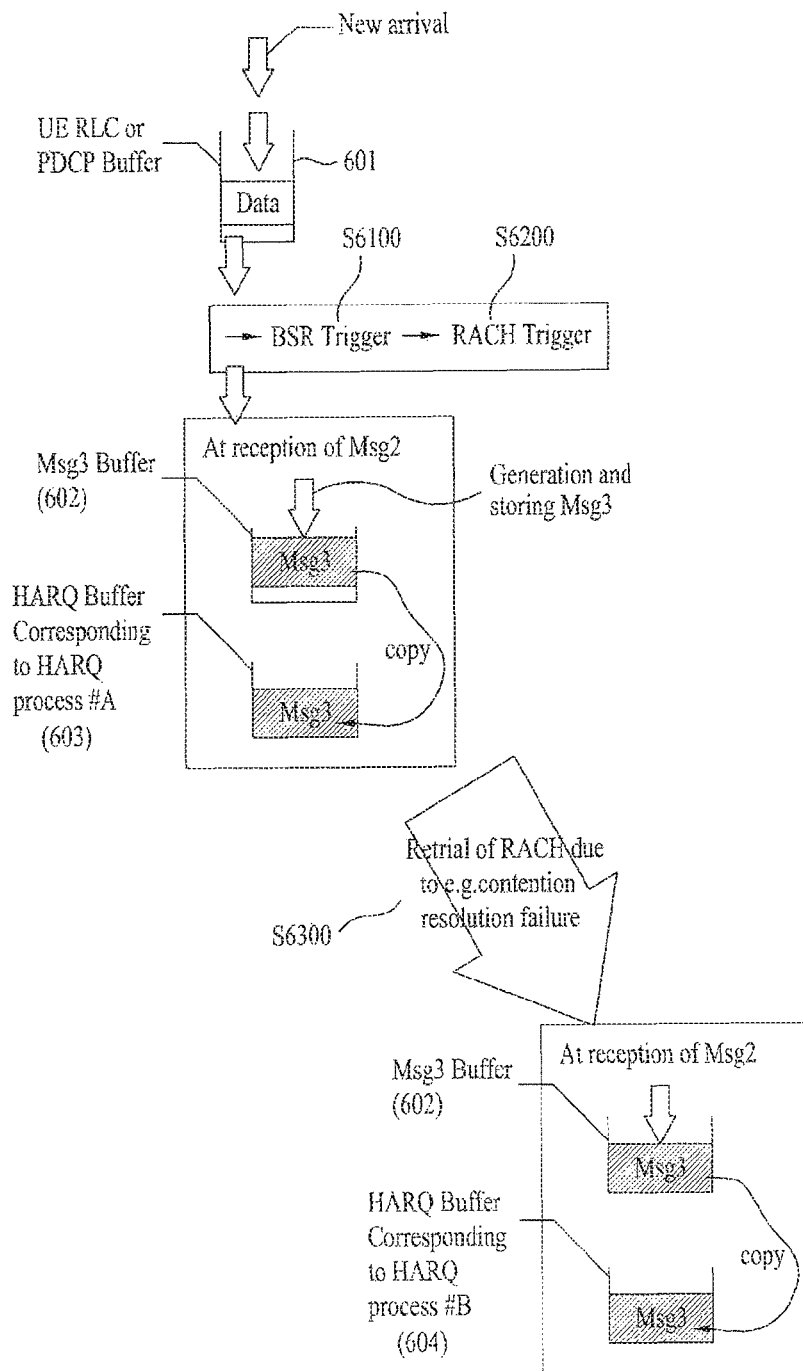 New arrival
UE RLC or
PDCP Buffer
601
Data
S6100
S6200
BSR Trigger
RACH Trigger
At reception of Msg2
Msg3 Buffer
(602)
Generation and
storing Msg3
Msg3
HARQ Buffer
Corresponding
to HARQ
process #A
(603)
copy
Msg3
Retrial of RACH due
to e.g.contention
resolution failure
S6300
At reception of Msg2
Msg3 Buffer
(602)
Msg3
HARQ Buffer
Corresponding
to HARQ
process #B
(604)
copy
Msg3